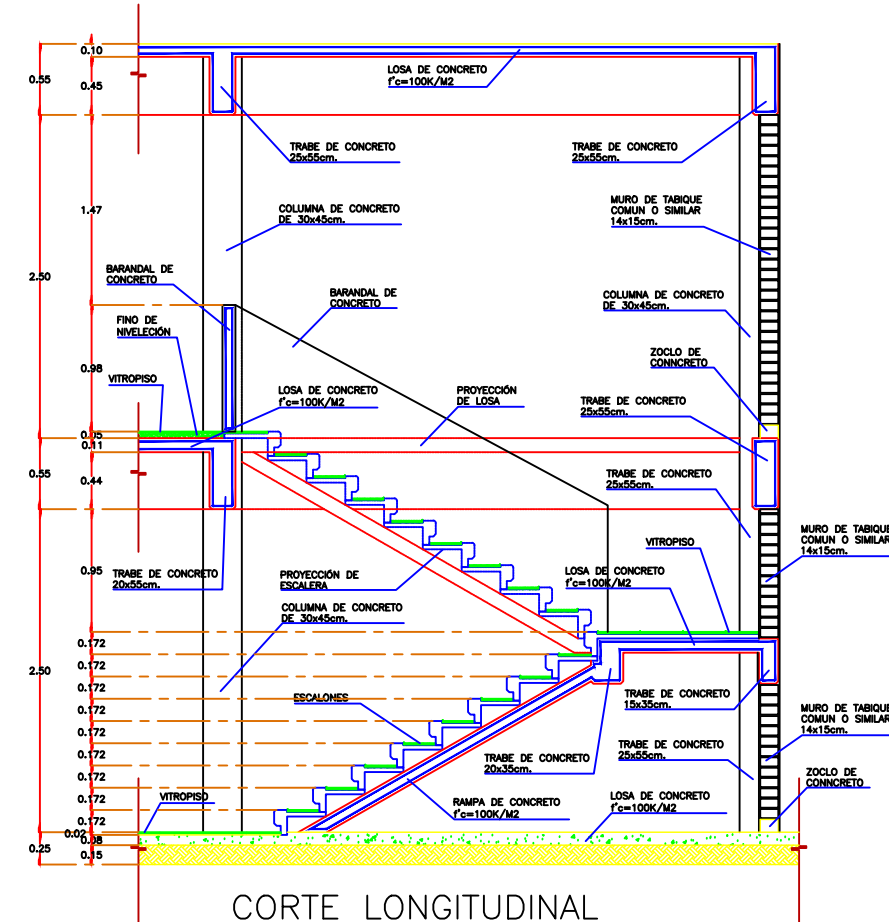 0.10
0.55
0.45
LOSA DE CONCRETO
f'c=100K/M2
TRABE DE CONCRETO
25x55cm.
TRABE DE CONCRETO
25x55cm.
1.47
COLUMNA DE CONCRETO
DE 30x45cm.
MURO DE TABIQUE
COMUN O SIMILAR
14x15cm.
2.50
BARANDAL DE
CONCRETO
BARANDAL DE
CONCRETO
COLUMNA DE CONCRETO
DE 30x45cm.
FINO DE
NIVELECIÓN
ZOCLO DE
CONNCRETO
0.98
VITROPISO
LOSA DE CONCRETO
f'c=100K/M2
PROYECCIÓN
DE LOSA
TRABE DE CONCRETO
25x55cm.
0.05
0.11
0.55
0.44
TRABE DE CONCRETO
25x55cm.
MURO DE TABIQUE
COMUN O SIMILAR
14x15cm.
VITROPISO
0.95
TRABE DE CONCRETO
20x55cm.
PROYECCIÓN DE
ESCALERA
LOSA DE CONCRETO
f'c=100K/M2
COLUMNA DE CONCRETO
DE 30x45cm.
0.172
0.172
2.50
0.172
0.172
0.172
0.172
0.172
0.172
0.172
ESCALONES
TRABE DE CONCRETO
15x35cm.
MURO DE TABIQUE
COMUN O SIMILAR
14x15cm.
TRABE DE CONCRETO
20x35cm.
TRABE DE CONCRETO
25x55cm.
ZOCLO DE
CONNCRETO
VITROPISO
RAMPA DE CONCRETO
f'c=100K/M2
LOSA DE CONCRETO
f'c=100K/M2
0.02
0.08
0.25
0.15
CORTE LONGITUDINAL